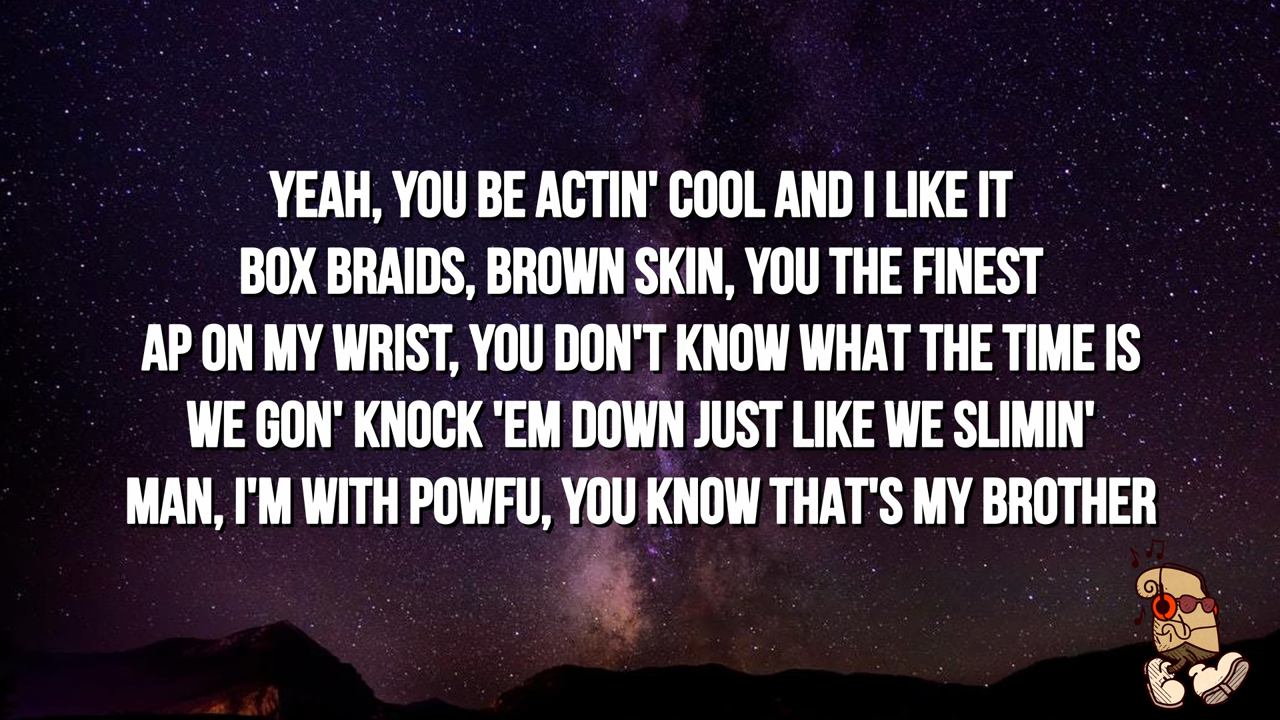 YEAH, YOU BE ACTIN' COOL AND I LIKE IT
BOX BRAIDS, BROWN SKIN, YOU THE FINEST
AP ON MY WRIST, YOU DON'T KNOW WHAT THE TIME IS
WE GON' KNOCK 'EM DOWN JUST LIKE WE SLIMIN'
MAN, I'M WITH POWFU, YOU KNOW THAT'S MY BROTHER